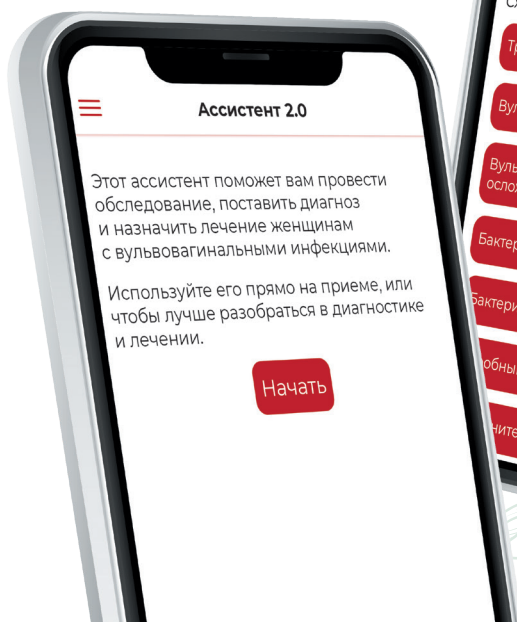 Ассистент 2.0
Этот ассистент поможет вам провести
обследование, поставить диагноз
и назначить лечение женщинам
с вульвовагинальными инфекциями.
Используйте его прямо на приеме, или
чтобы лучше разобраться в диагностике
и лечении.
Начать